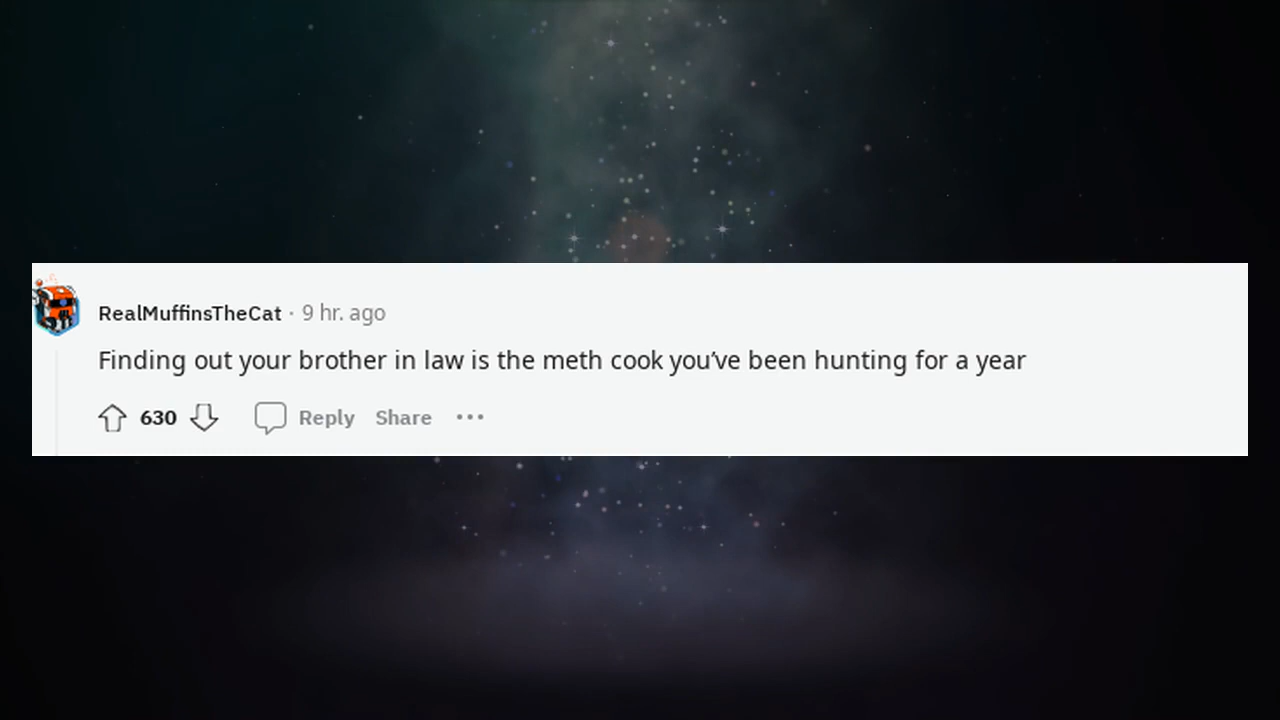 RealMuffinsTheCat · 9 hr. ago
Finding out your brother in law is the meth cook you’ve been hunting for a year
630 Reply Share •••